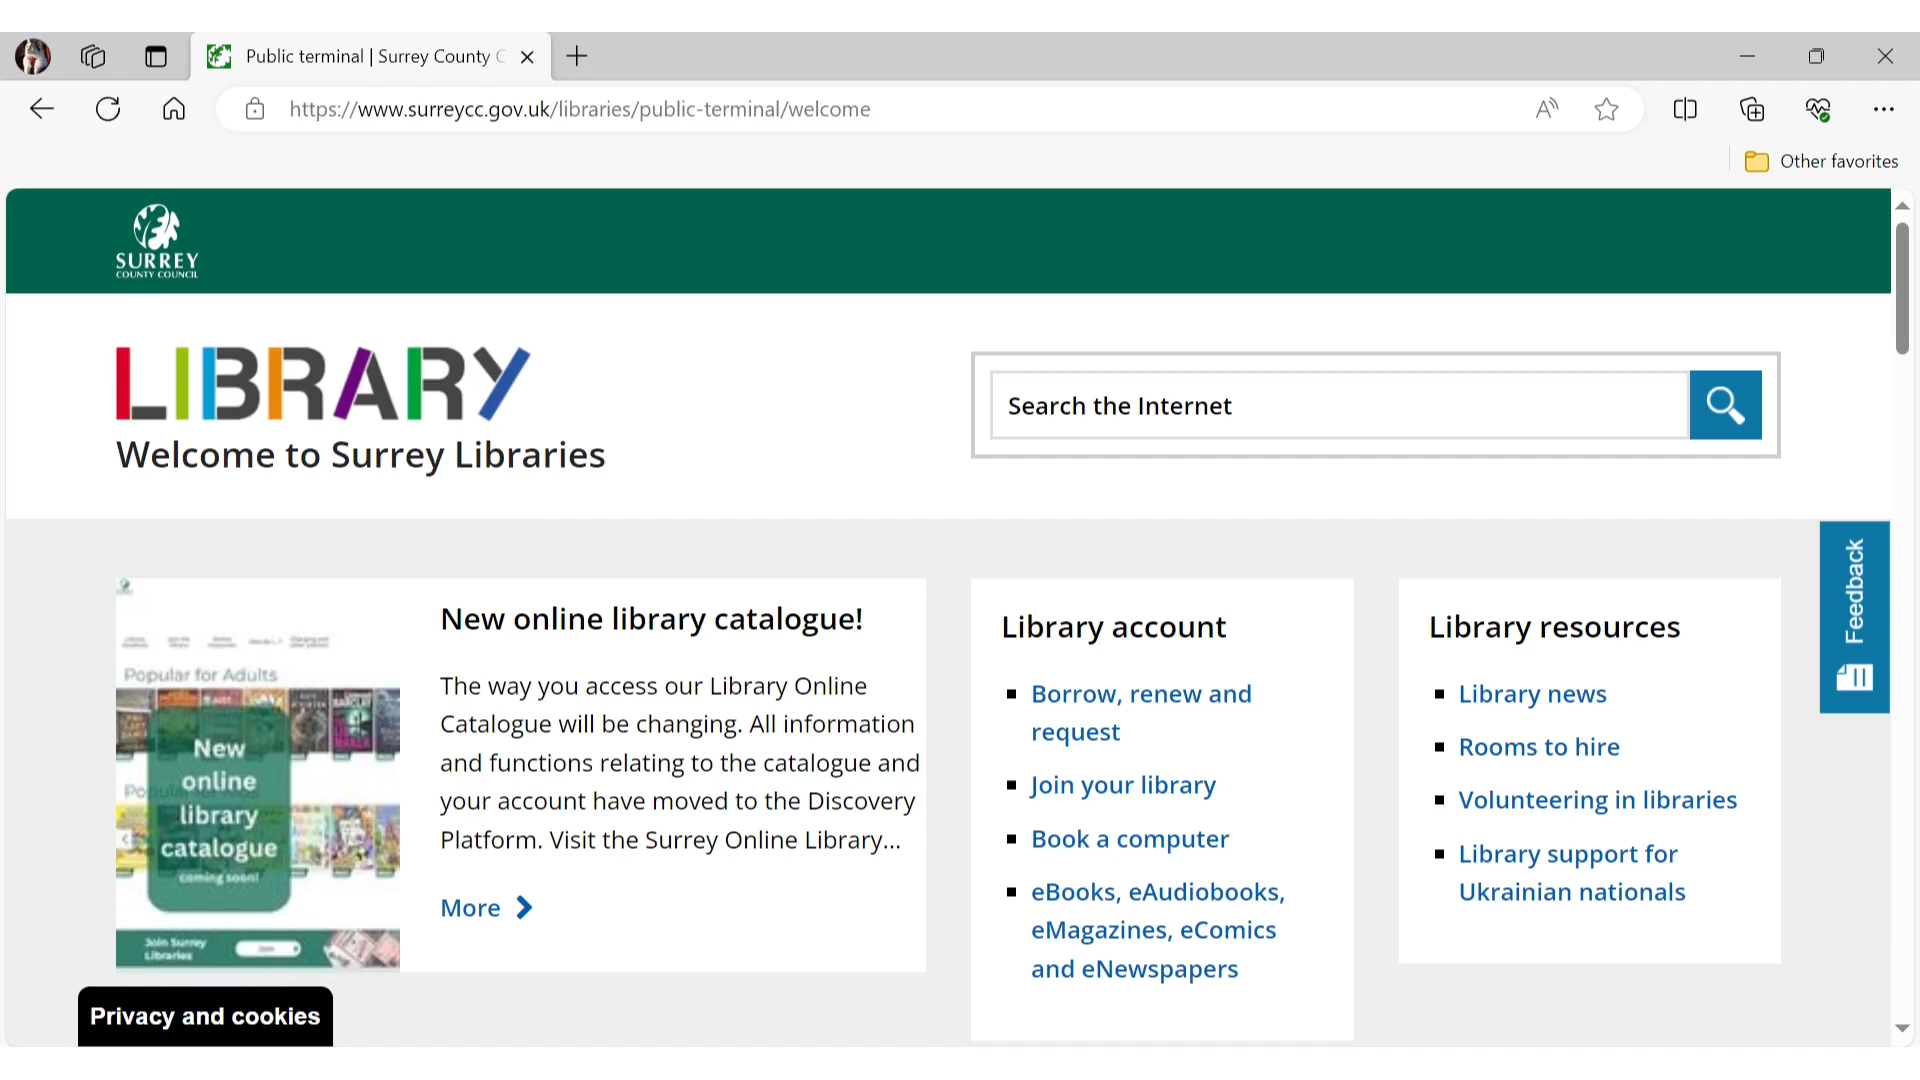 Public terminal | Surrey County C
https://www.surreycc.gov.uk/libraries/public-terminal/welcome
Other favorites
SURREY
COUNTY COUNCIL
LIBRARY
Welcome to Surrey Libraries
Search the Internet
Feedback
New online library catalogue!
The way you access our Library Online
Catalogue will be changing. All information
and functions relating to the catalogue and
your account have moved to the Discovery
Platform. Visit the Surrey Online Library...
More
Popular for Adults
New
online
library
catalogue
coming soon!
Join Surrey
Libraries
Library account
Borrow, renew and
request
Join your library
Book a computer
eBooks, eAudiobooks,
eMagazines, eComics
and eNewspapers
Library resources
Library news
Rooms to hire
Volunteering in libraries
Library support for
Ukrainian nationals
Privacy and cookies